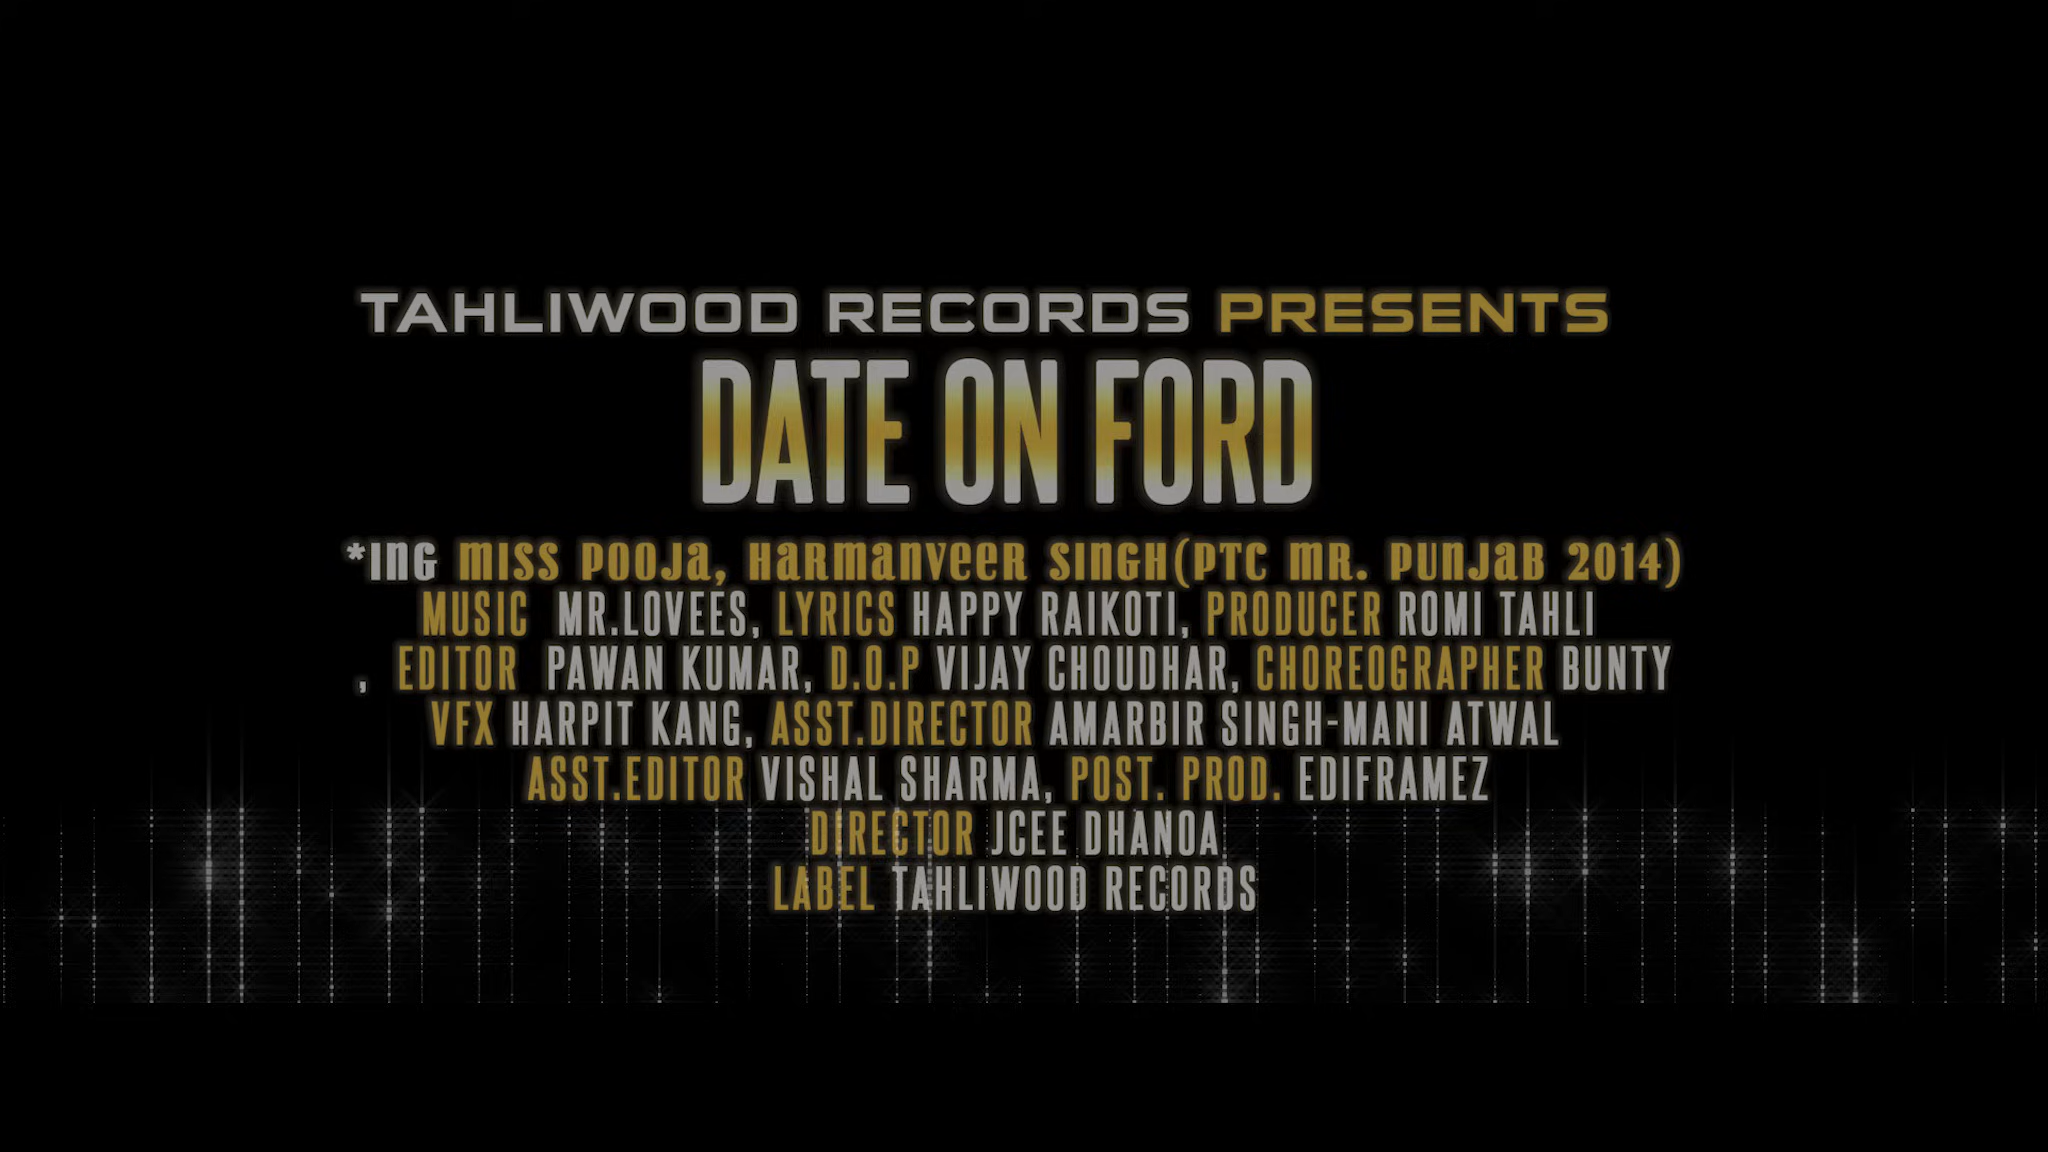 TAHLIWOOD RECORDS PRESENTS
DATE ON FORD
*ING MISS POOJA, HARMANVEER SINGH(PTC MR. PUNJAB 2014)
MUSIC MR.LOVEES, LYRICS HAPPY RAIKOTI, PRODUCER ROMI TAHLI
, EDITOR PAWAN KUMAR, D.O.P VIJAY CHOUDHAR, CHOREOGRAPHER BUNTY
VFX HARPIT KANG, ASST.DIRECTOR AMARBIR SINGH-MANI ATWAL
ASST.EDITOR VISHAL SHARMA, POST. PROD. EDIFRAMEZ
DIRECTOR JCEE DHANOA
LABEL TAHLIWOOD RECORDS